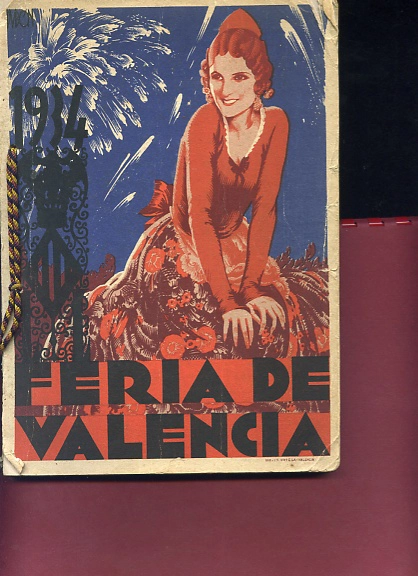 1934
FERIA DE
VALENCIA